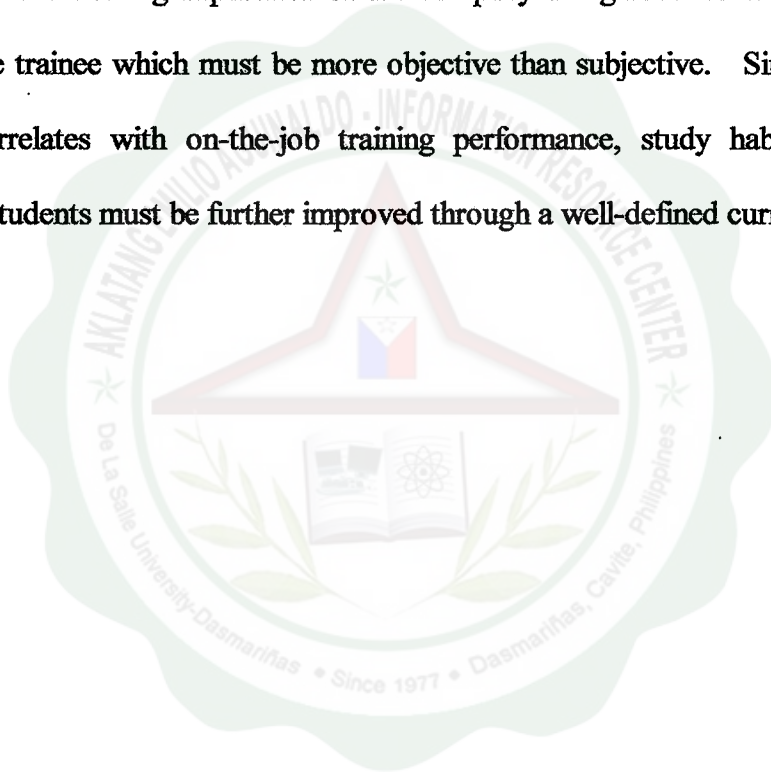 e trainee which must be more objective than subjective. Si
rrelates with on-the-job training performance, study hab
tudents must be further improved through a well-defined cur
AKLATANG EMILIO AGUINALDO - INFORMATION RESOURCE CENTER
De La Salle University-Dasmariñas • Since 1977 • Dasmariñas, Cavite, Philippines